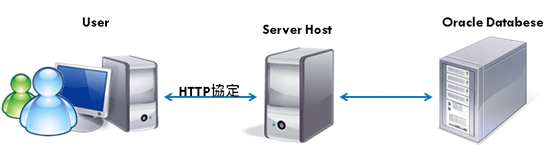 User
Server Host
Oracle Databese
HTTP協定